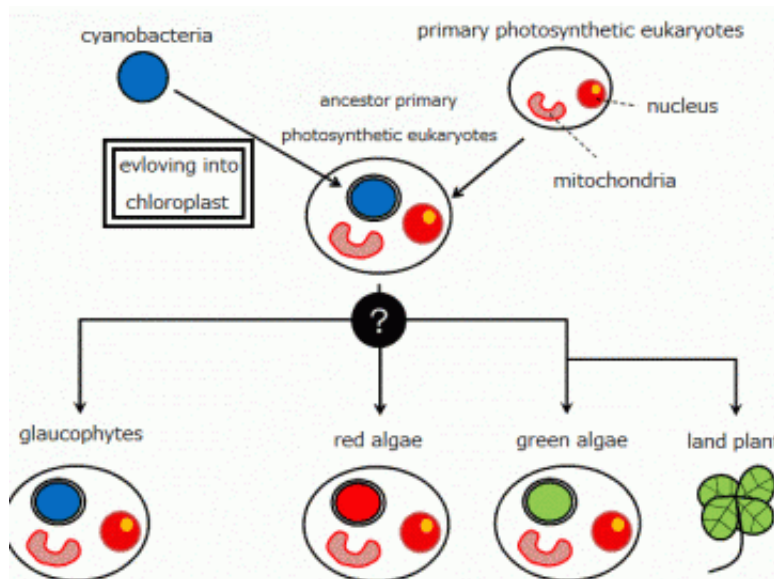 cyanobacteria
primary photosynthetic eukaryotes
ancestor primary
photosynthetic eukaryotes
nucleus
mitochondria
evloving into
chloroplast
?
glaucophytes
red algae
green algae
land plant